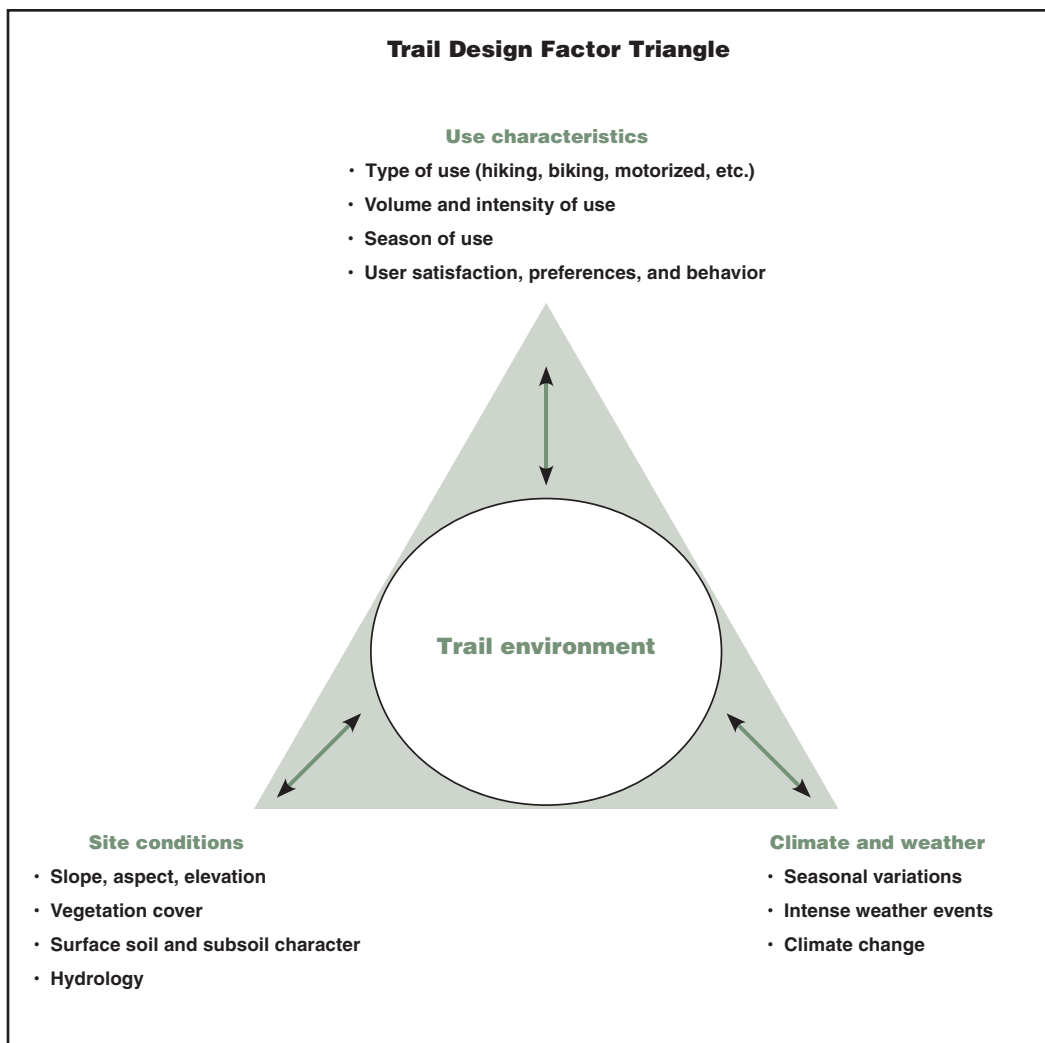 Trail Design Factor Triangle
Use characteristics
· Type of use (hiking, biking, motorized, etc.)
· Volume and intensity of use
· Season of use
· User satisfaction, preferences, and behavior
Trail environment
Site conditions
· Slope, aspect, elevation
· Vegetation cover
· Surface soil and subsoil character
· Hydrology
Climate and weather
· Seasonal variations
· Intense weather events
· Climate change